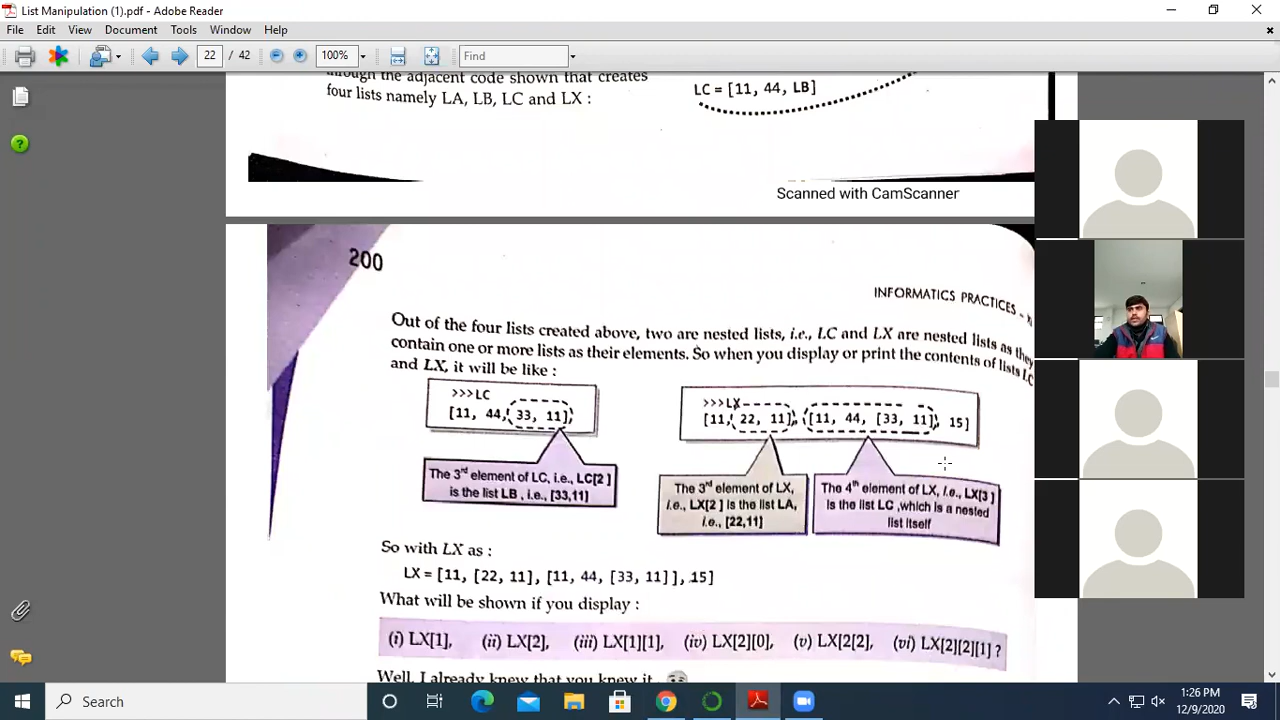 List Manipulation (1).pdf - Adobe Reader
File Edit View Document Tools Window Help
22 / 42 100% Find
through the adjacent code shown that creates
four lists namely LA, LB, LC and LX :
LC = [11, 44, LB]
Scanned with CamScanner
200
INFORMATICS PRACTICES –
Out of the four lists created above, two are nested lists, i.e., LC and LX are nested lists as they
contain one or more lists as their elements. So when you display or print the contents of lists LC
and LX, it will be like :
>>>LC
[11, 44, [33, 11]]
>>>LX
[11, [22, 11], [11, 44, [33, 11]], 15]
The 3rd element of LC, i.e., LC[2]
is the list LB , i.e., [33,11]
The 3rd element of LX,
i.e., LX[2] is the list LA,
i.e., [22,11]
The 4th element of LX, i.e., LX[3]
is the list LC ,which is a nested
list itself
So with LX as :
LX = [11, [22, 11], [11, 44, [33, 11]], 15]
What will be shown if you display :
(i) LX[1], (ii) LX[2], (iii) LX[1][1], (iv) LX[2][0], (v) LX[2][2], (vi) LX[2][2][1] ?
Well, I already knew that you knew it
Search
1:26 PM
12/9/2020